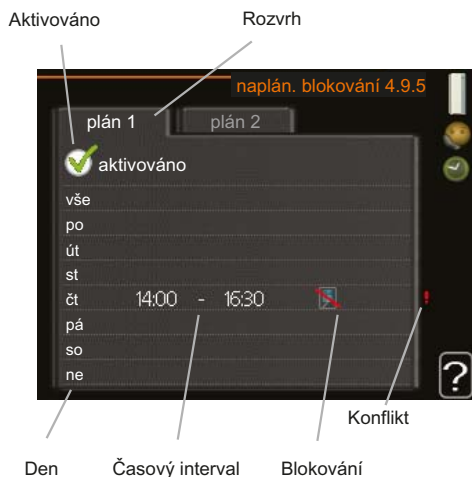 Aktivováno Rozvrh
naplán. blokování 4.9.5
plán 1 plán 2
aktivováno
vše
po
út
st
čt 14:00 - 16:30 !
pá
so
ne
?
Konflikt
Den Časový interval Blokování